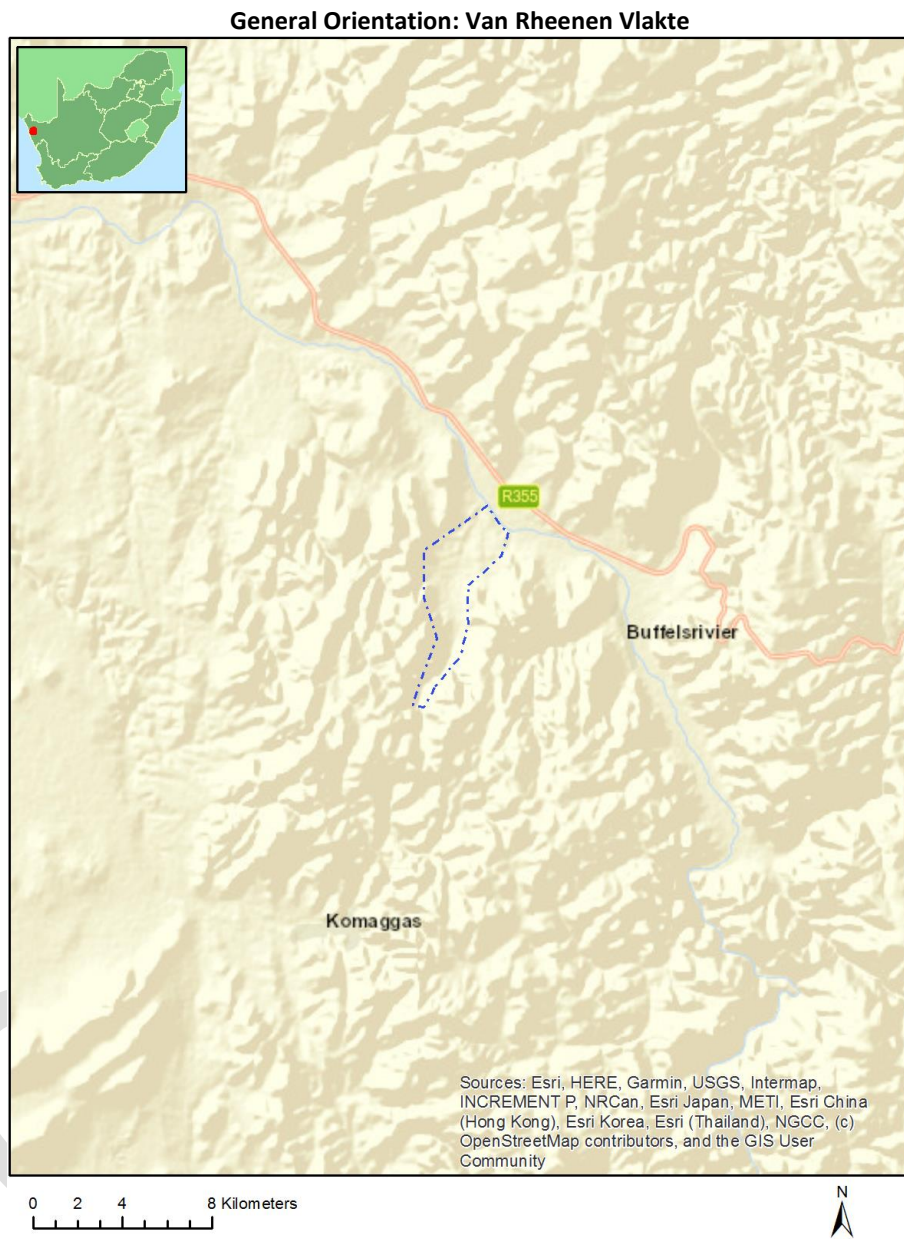 General Orientation: Van Rheenen Vlakte
R355
Buffelsrivier
Komaggas
Sources: Esri, HERE, Garmin, USGS, Intermap,
INCREMENT P, NRCan, Esri Japan, METI, Esri China
(Hong Kong), Esri Korea, Esri (Thailand), NGCC, (c)
OpenStreetMap contributors, and the GIS User
Community
0 2 4 8 Kilometers
N